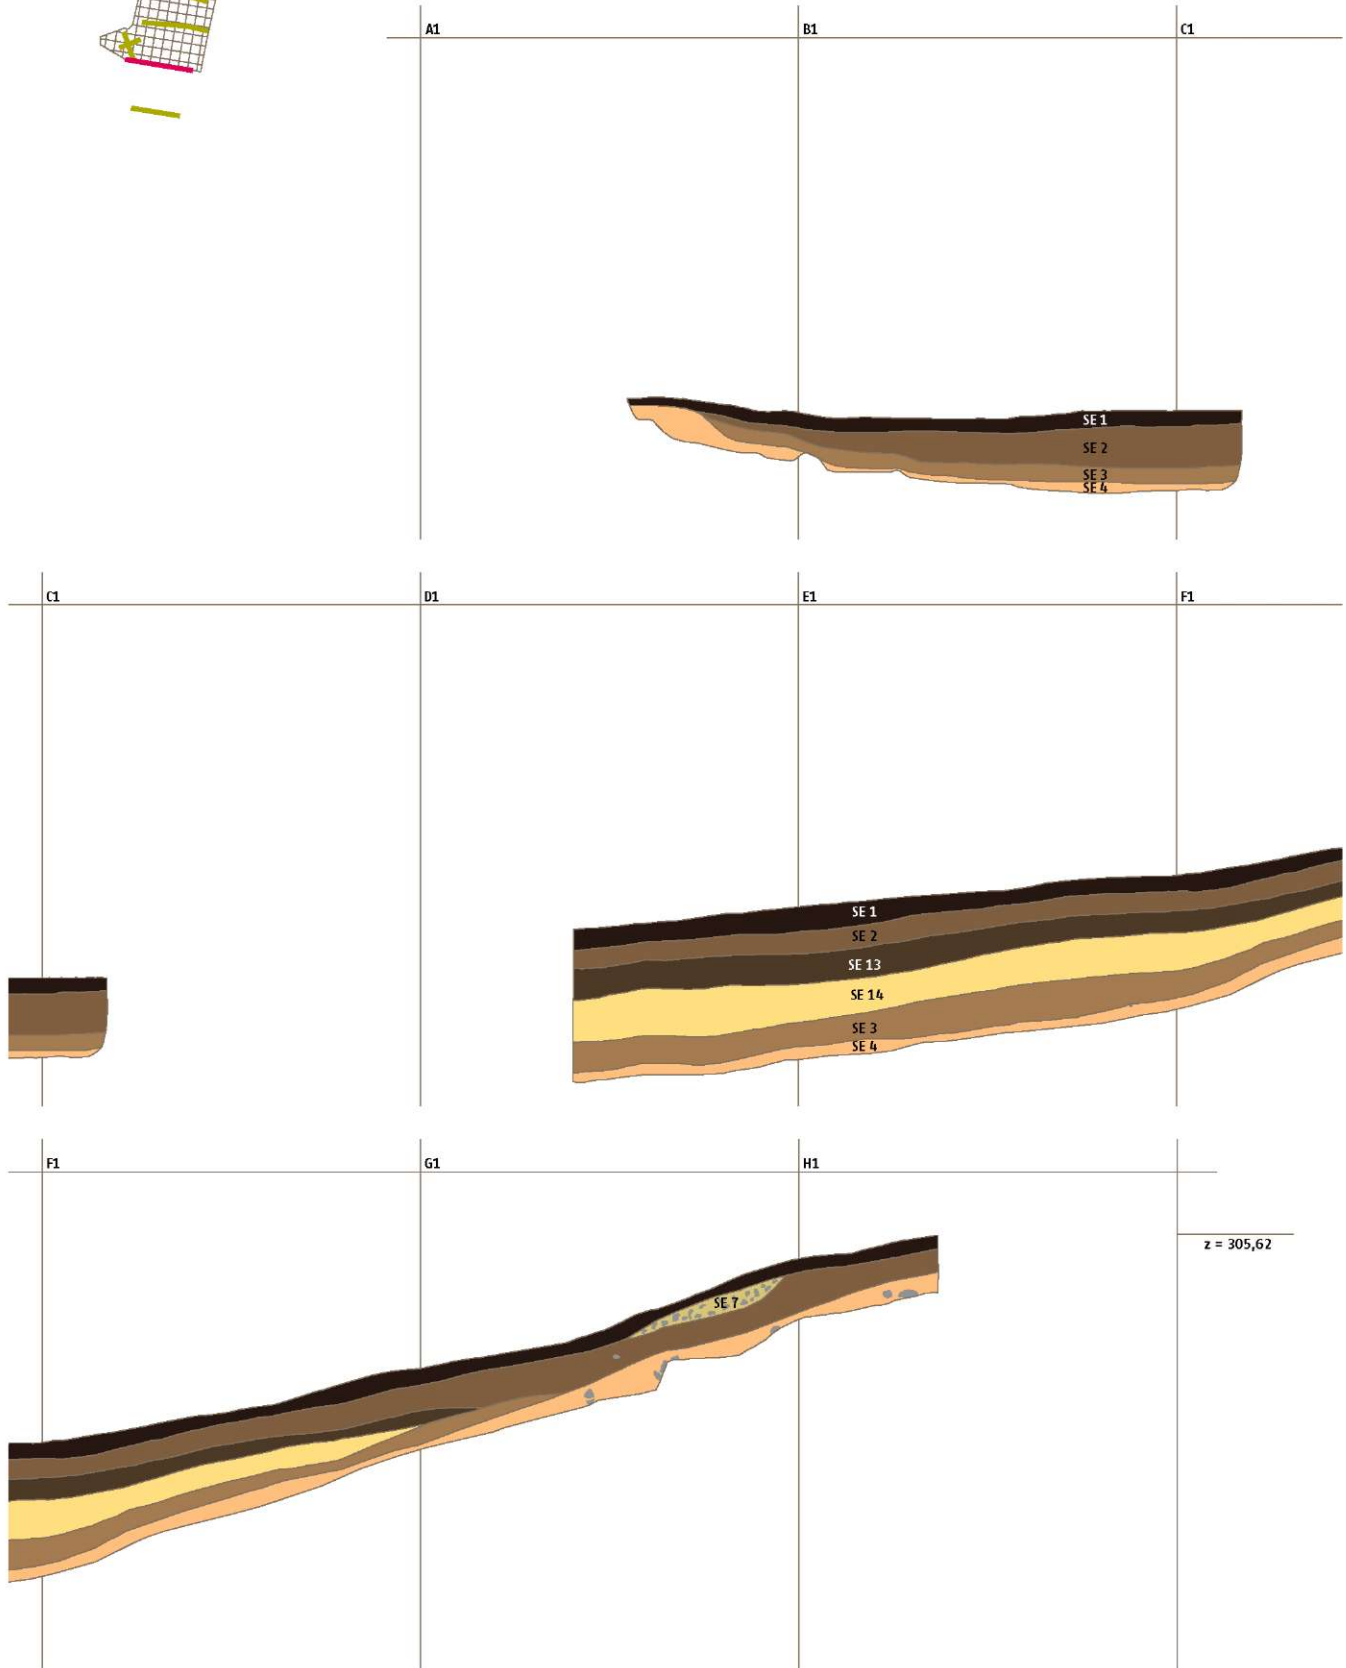 A1 B1 C1
SE 1
SE 2
SE 3
SE 4
C1 D1 E1 F1
SE 1
SE 2
SE 13
SE 14
SE 3
SE 4
F1 G1 H1
z = 305,62
SE 7